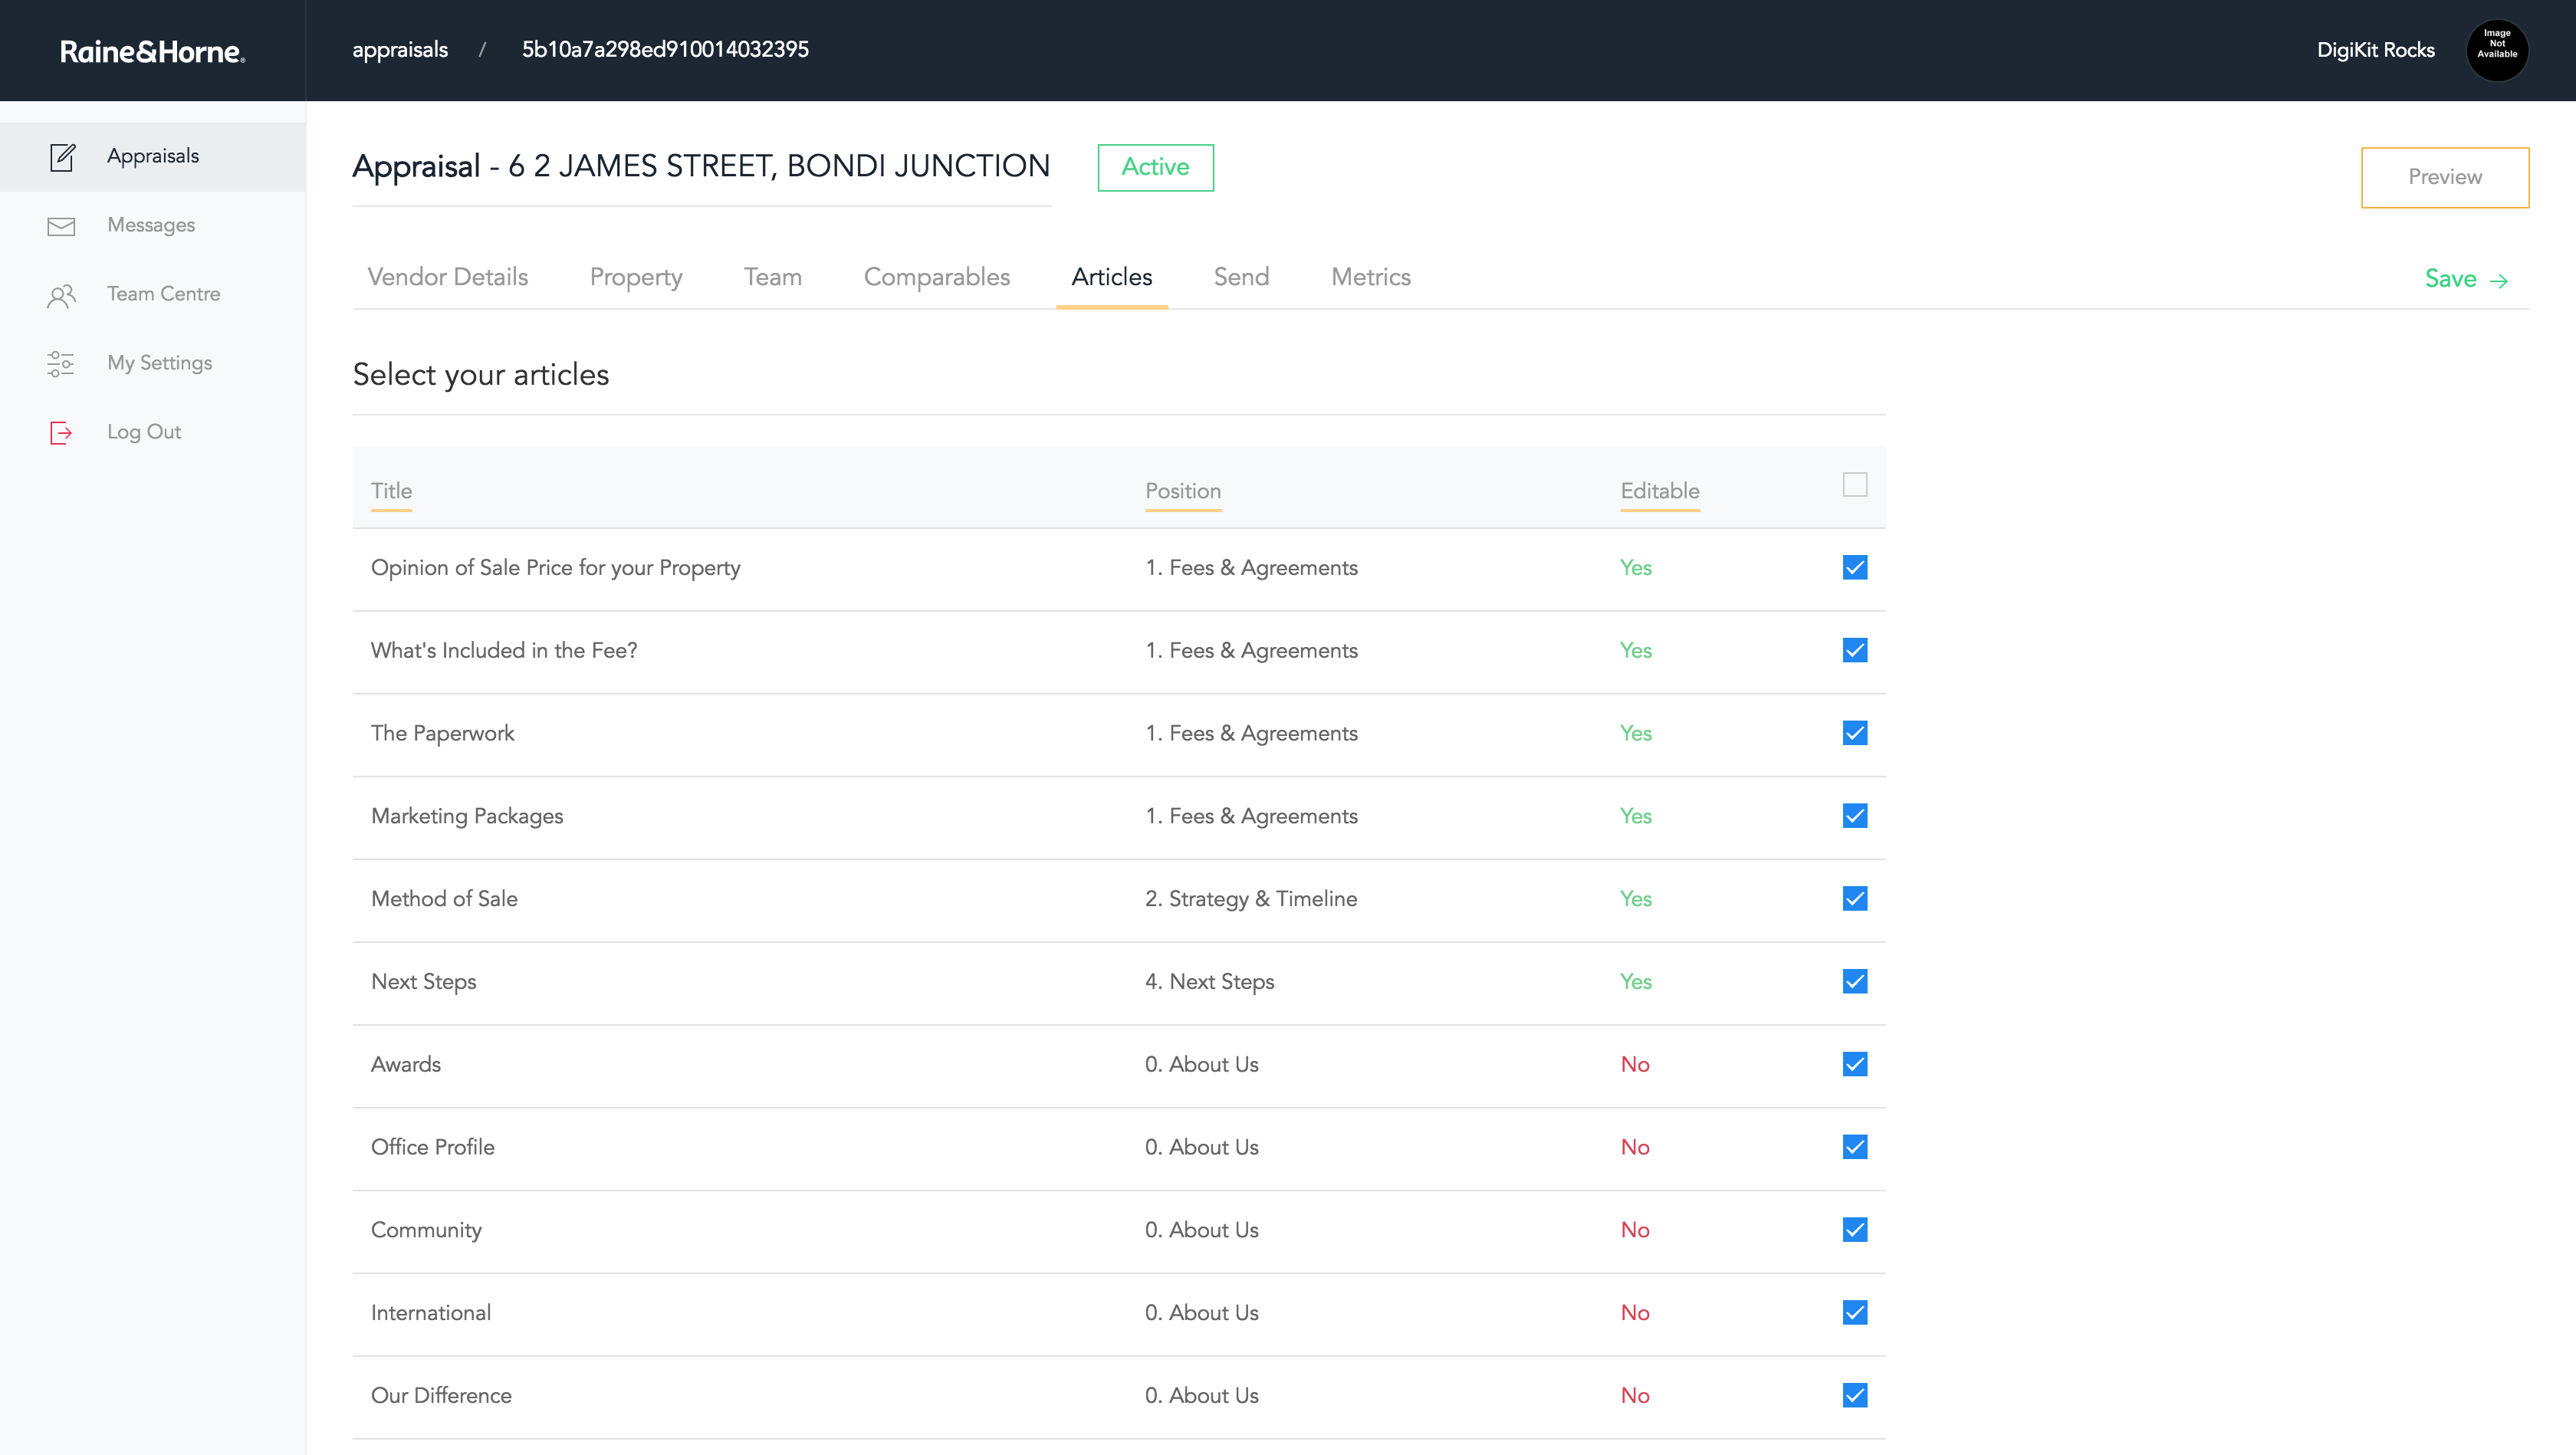 Raine&Horne.
appraisals / 5b10a7a298ed910014032395
DigiKit Rocks
Image
Not
Available
Appraisals
Messages
Team Centre
My Settings
Log Out
Appraisal - 6 2 JAMES STREET, BONDI JUNCTION
Active
Preview
Vendor Details Property Team Comparables Articles Send Metrics
Save →
Select your articles
Title Position Editable
Opinion of Sale Price for your Property 1. Fees & Agreements Yes
What's Included in the Fee? 1. Fees & Agreements Yes
The Paperwork 1. Fees & Agreements Yes
Marketing Packages 1. Fees & Agreements Yes
Method of Sale 2. Strategy & Timeline Yes
Next Steps 4. Next Steps Yes
Awards 0. About Us No
Office Profile 0. About Us No
Community 0. About Us No
International 0. About Us No
Our Difference 0. About Us No